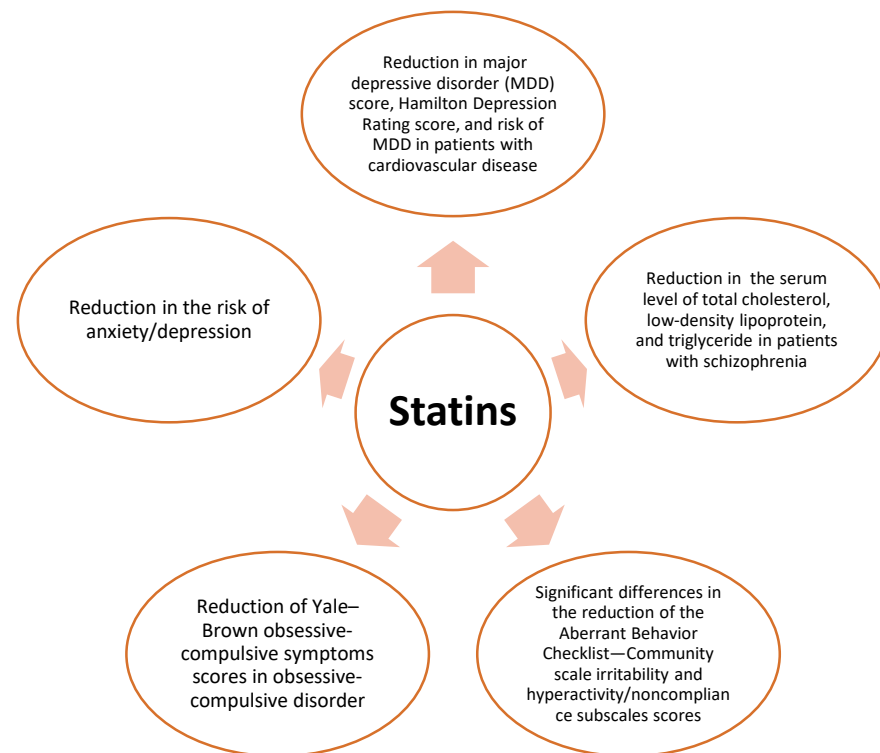 Reduction in major
depressive disorder (MDD)
score, Hamilton Depression
Rating score, and risk of
MDD in patients with
cardiovascular disease
Reduction in the risk of
anxiety/depression
Reduction in the serum
level of total cholesterol,
low-density lipoprotein,
and triglyceride in patients
with schizophrenia
Statins
Reduction of Yale–
Brown obsessive-
compulsive symptoms
scores in obsessive-
compulsive disorder
Significant differences in
the reduction of the
Aberrant Behavior
Checklist—Community
scale irritability and
hyperactivity/noncomplian
ce subscales scores